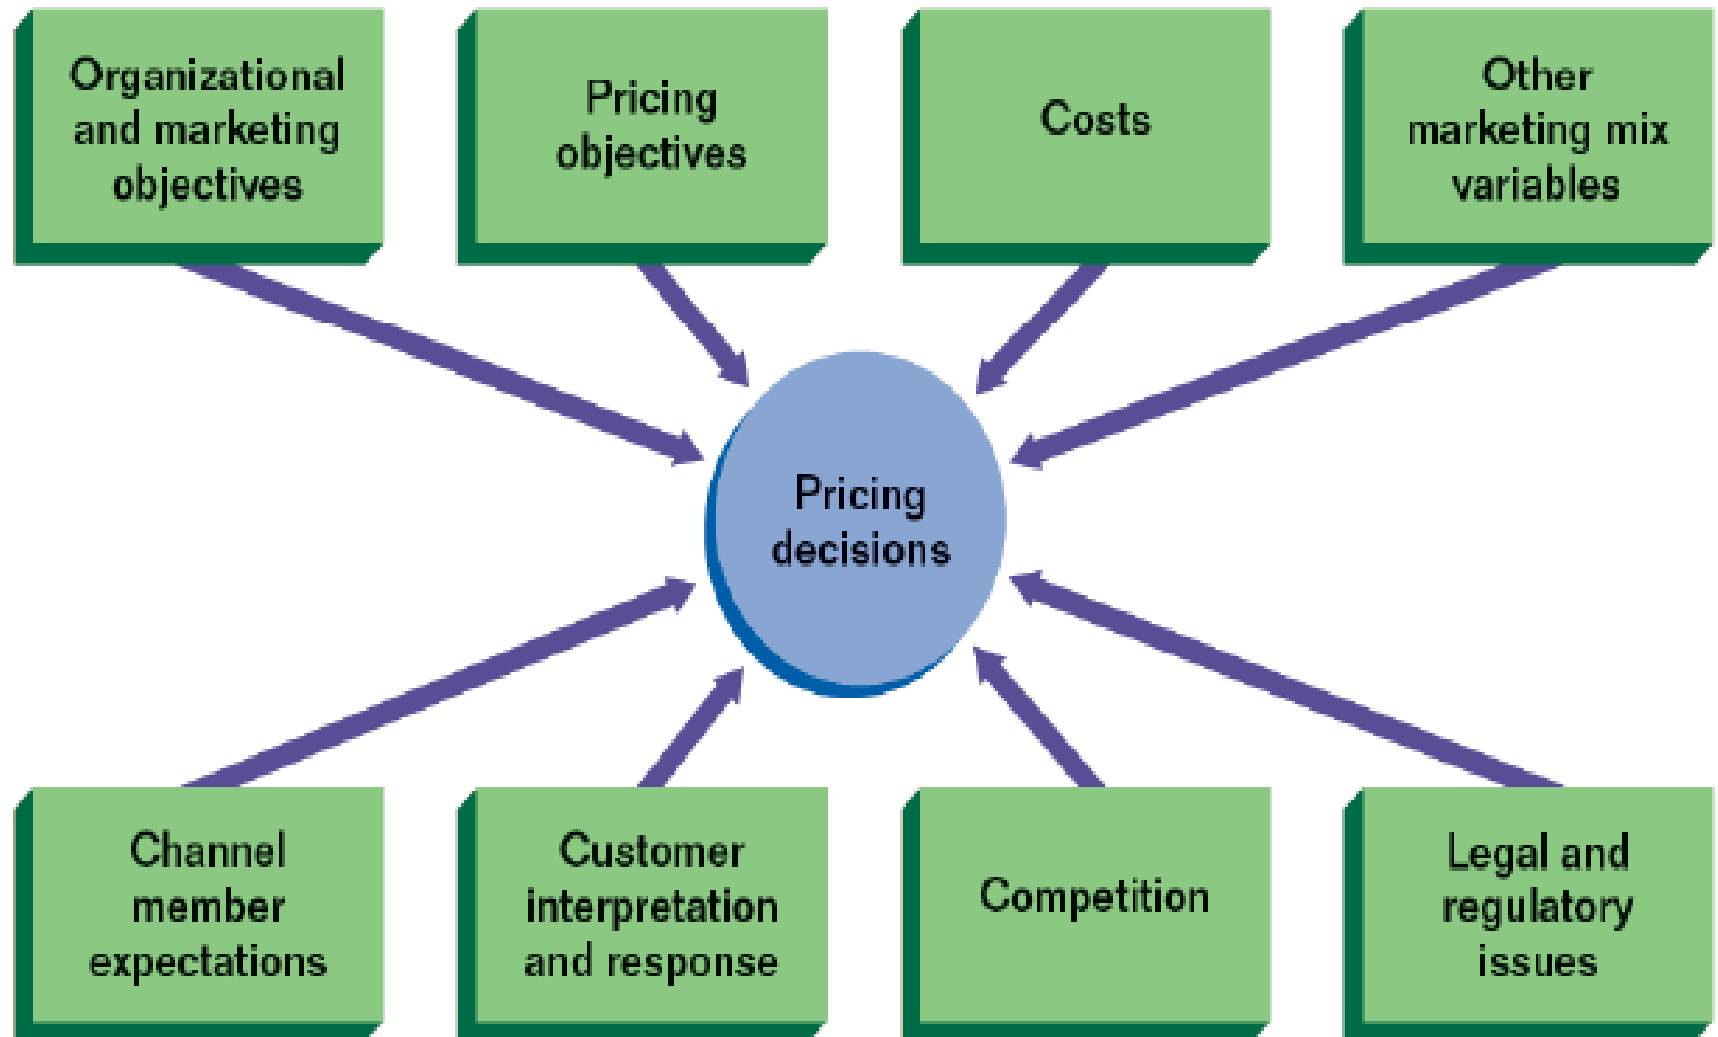 Organizational
and marketing
objectives
Pricing
objectives
Costs
Other
marketing mix
variables
Pricing
decisions
Channel
member
expectations
Customer
interpretation
and response
Competition
Legal and
regulatory
issues